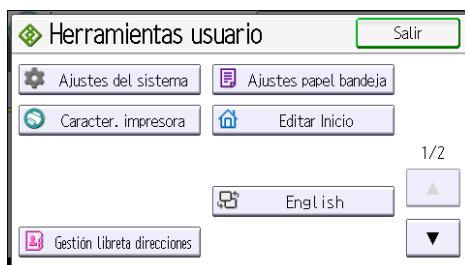 Herramientas usuario
Salir
Ajustes del sistema
Ajustes papel bandeja
Caracter. impresora
Editar Inicio
1/2
English
Gestión libreta direcciones